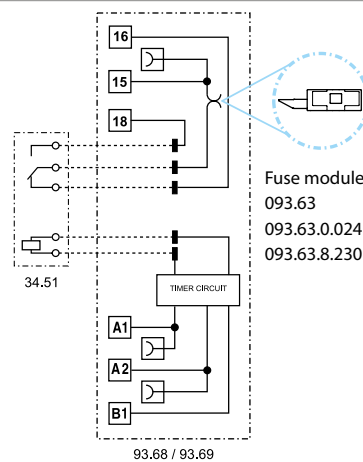 16
15
18
Fuse module
093.63
093.63.0.024
093.63.8.230
34.51
TIMER CIRCUIT
A1
A2
B1
93.68 / 93.69